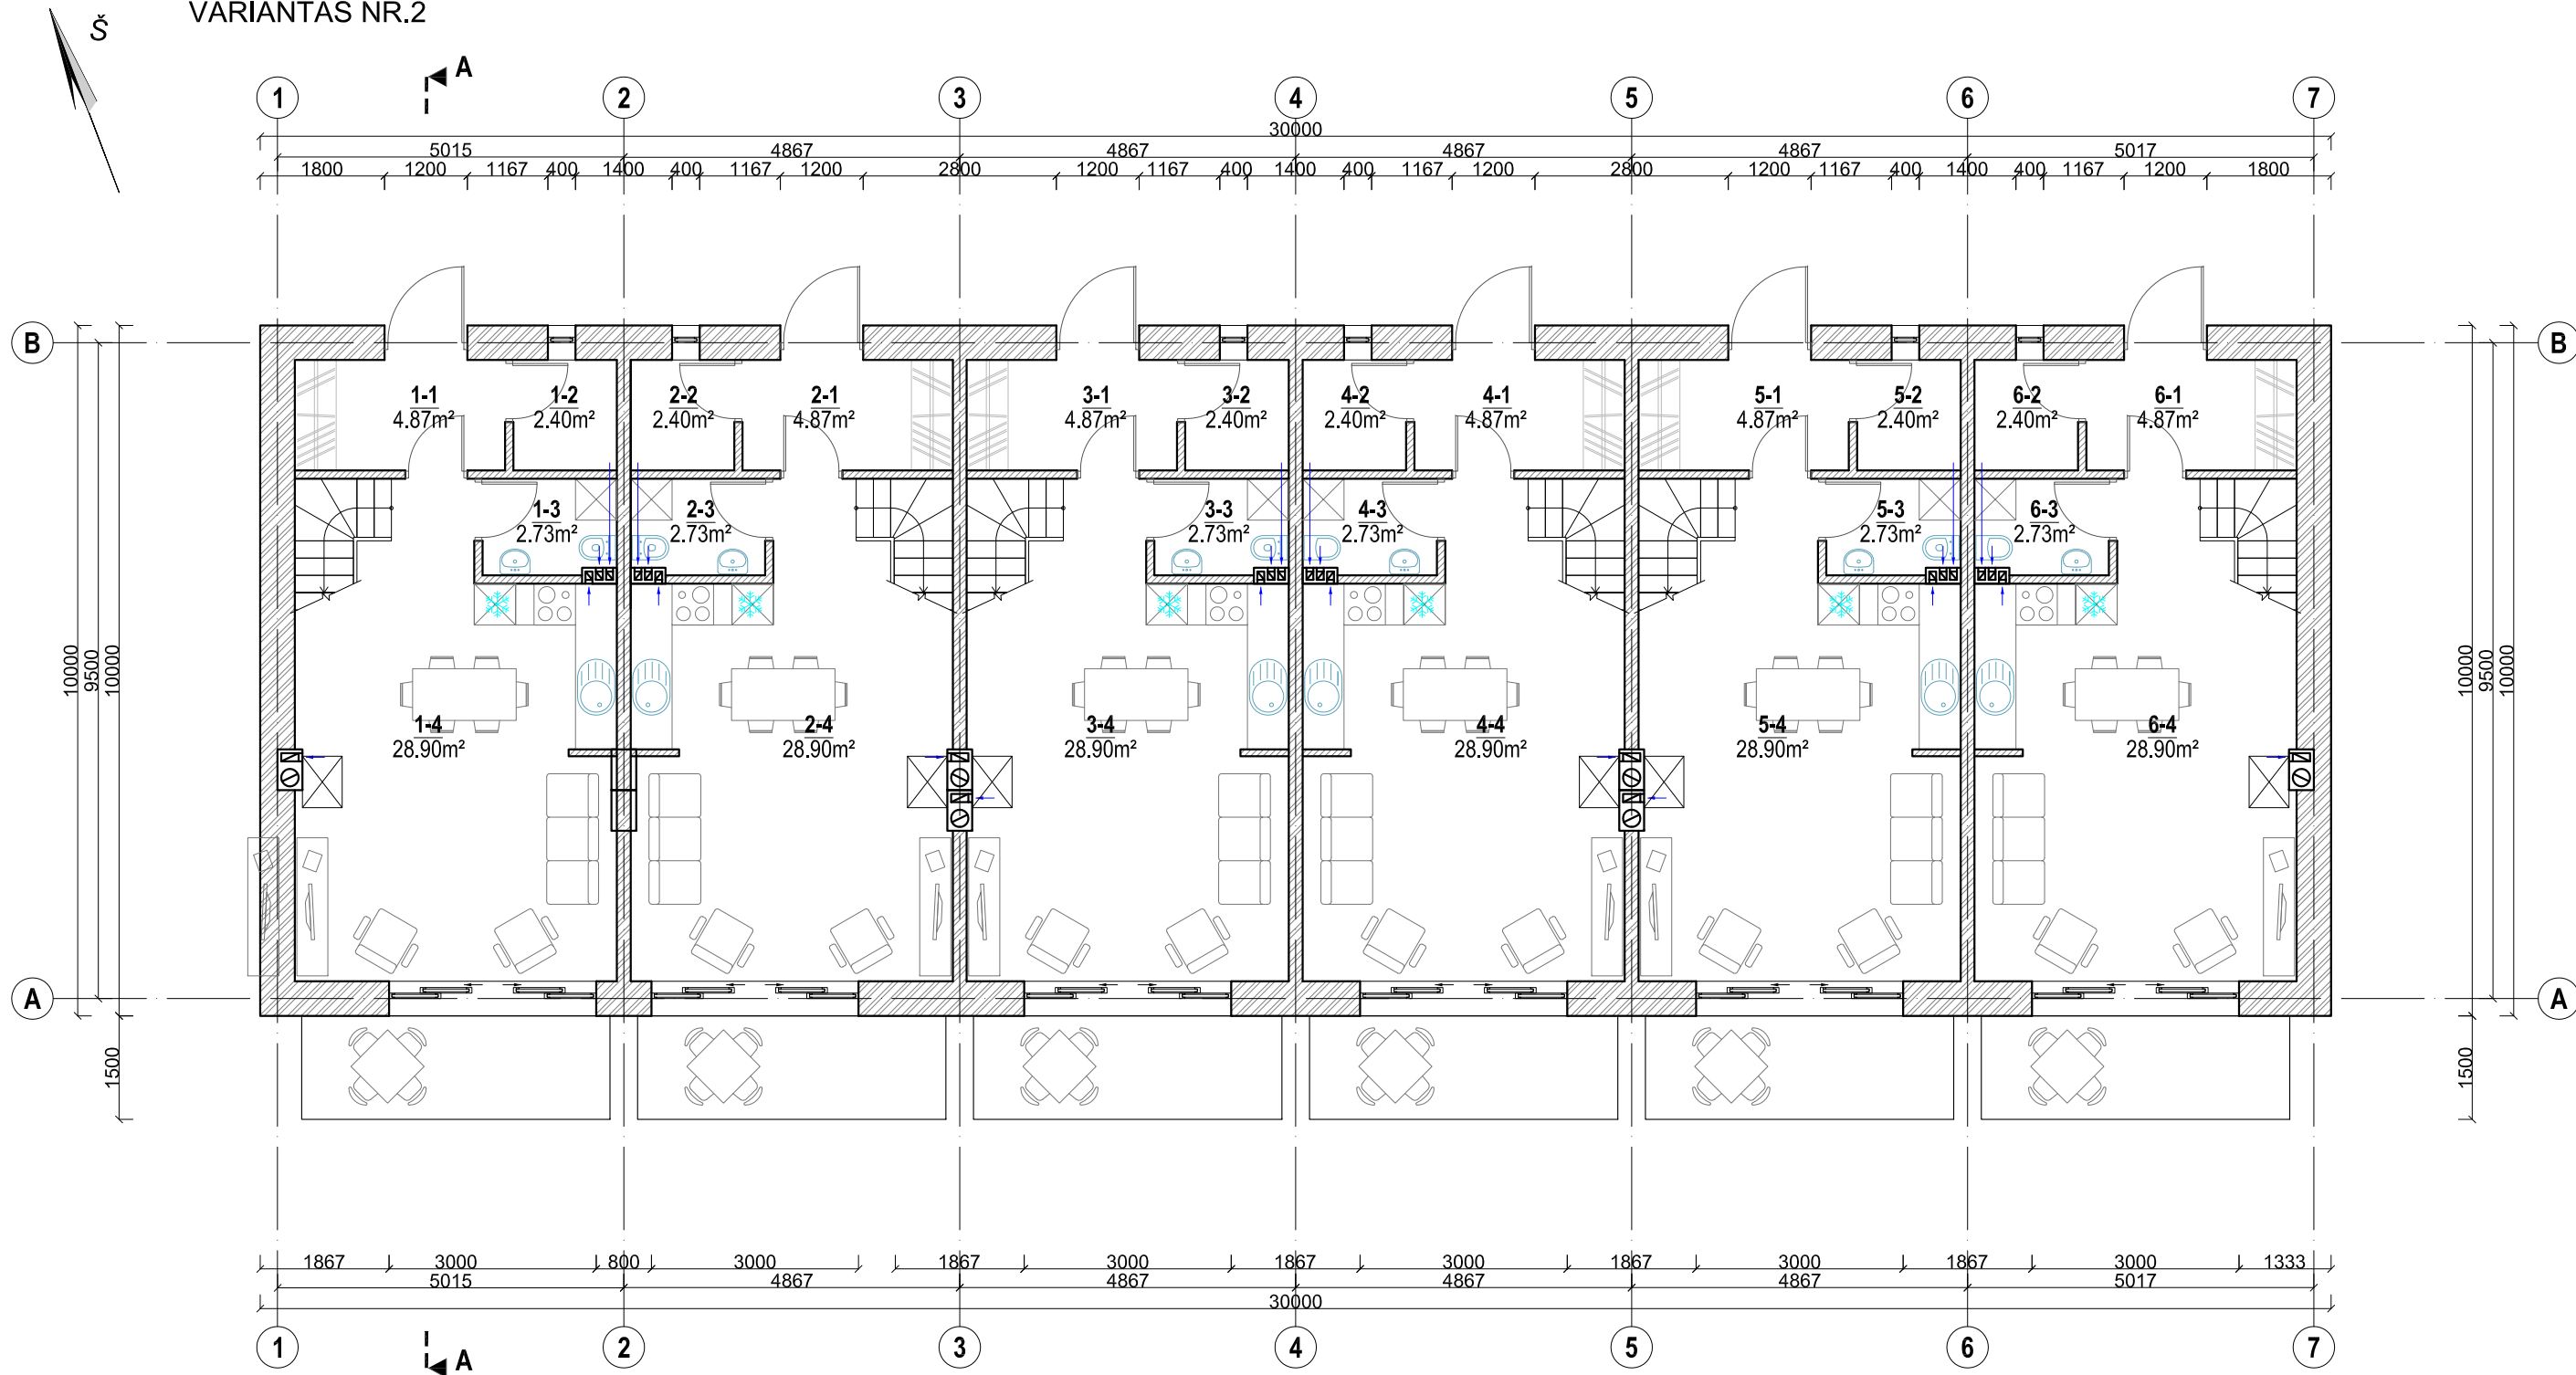 VARIANTAS NR.2
Š
A
1 2 3 4 5 6 7
30000
5015 4867 4867 4867 4867 5017
1800 1200 1167 400 1400 400 1167 1200 2800 1200 1167 400 1400 400 1167 1200 2800 1200 1167 400 1400 400 1167 1200 1800
B B
1-1 1-2 2-2 2-1 3-1 3-2 4-2 4-1 5-1 5-2 6-2 6-1
4.87m² 2.40m² 2.40m² 4.87m² 4.87m² 2.40m² 2.40m² 4.87m² 4.87m² 2.40m² 2.40m² 4.87m²
1-3 2-3 3-3 4-3 5-3 6-3
2.73m² 2.73m² 2.73m² 2.73m² 2.73m² 2.73m²
10000 9500 10000 10000 9500 10000
1-4 2-4 3-4 4-4 5-4 6-4
28.90m² 28.90m² 28.90m² 28.90m² 28.90m² 28.90m²
A A
1500 1500
1867 3000 800 3000 1867 3000 1867 3000 1867 3000 1867 3000 1333
5015 4867 4867 4867 4867 5017
30000
1 2 3 4 5 6 7
A